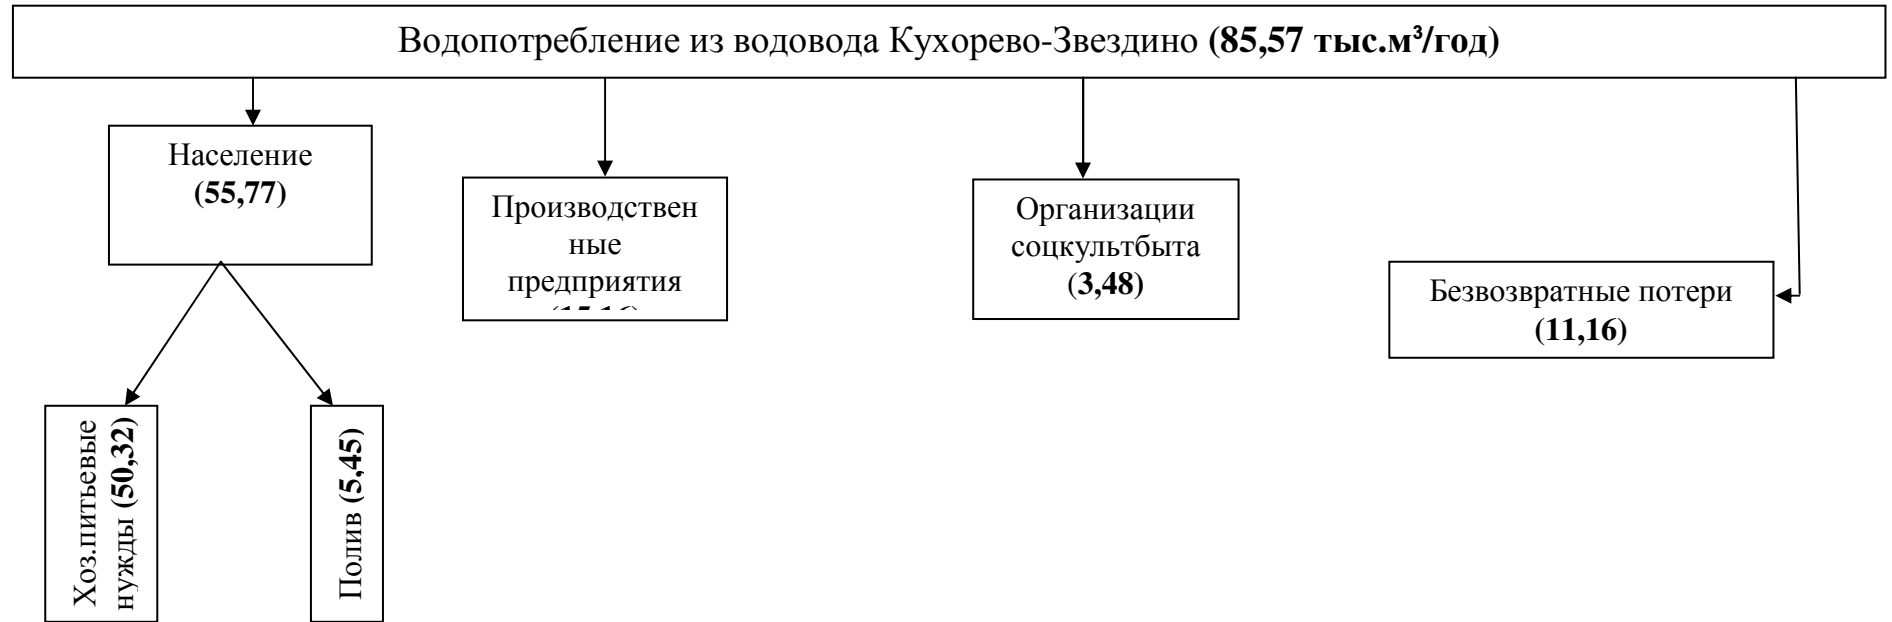 Водопотребление из водовода Кухорево-Звездино (85,57 тыс.м³/год)
Население
(55,77)
Производствен
ные
предприятия
Организации
соцкультбыта
(3,48)
Безвозвратные потери
(11,16)
Хоз.питьевые
нужды (50,32)
Полив (5,45)